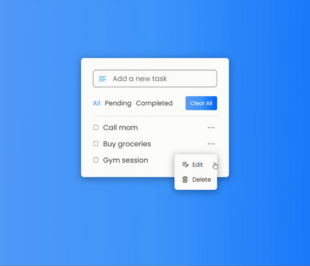 Add a new task
All Pending Completed Clear All
Call mom
Buy groceries
Gym session
Edit
Delete